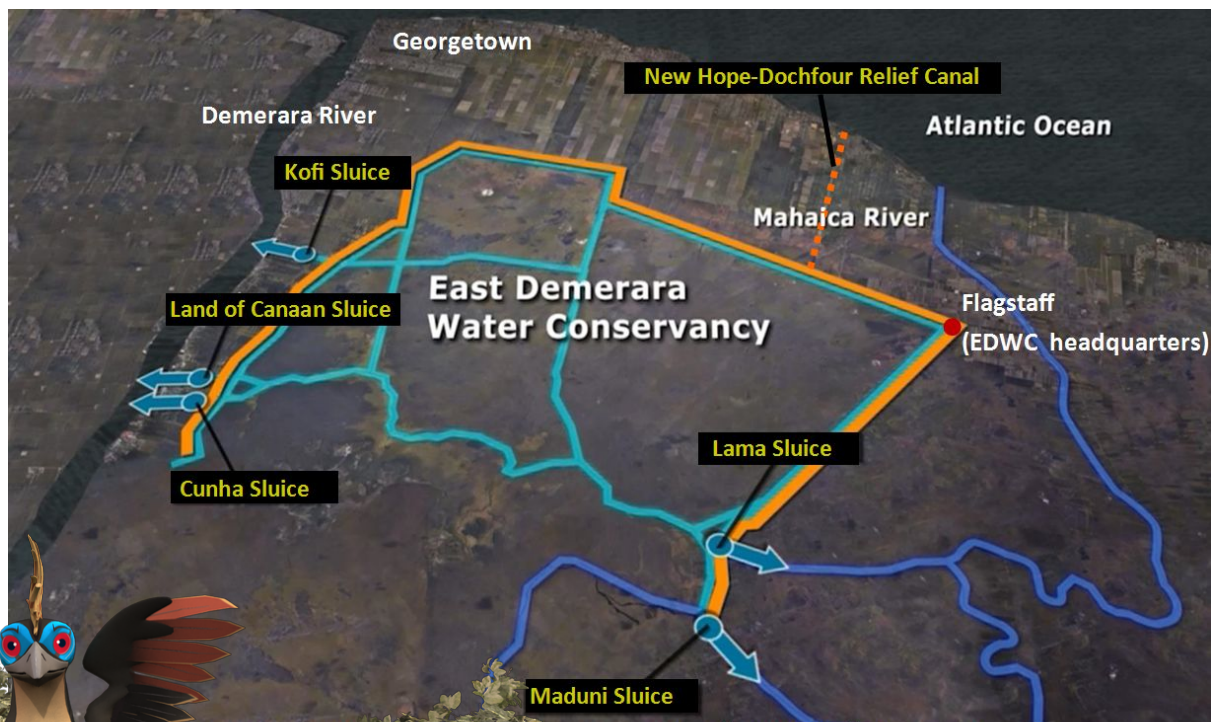 Georgetown
New Hope-Dochfour Relief Canal
Demerara River
Atlantic Ocean
Kofi Sluice
Mahaica River
East Demerara
Water Conservancy
Land of Canaan Sluice
Flagstaff
(EDWC headquarters)
Lama Sluice
Cunha Sluice
Maduni Sluice